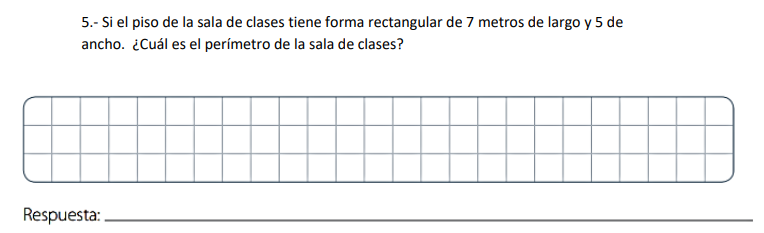 5.- Si el piso de la sala de clases tiene forma rectangular de 7 metros de largo y 5 de
ancho. ¿Cuál es el perímetro de la sala de clases?
Respuesta: